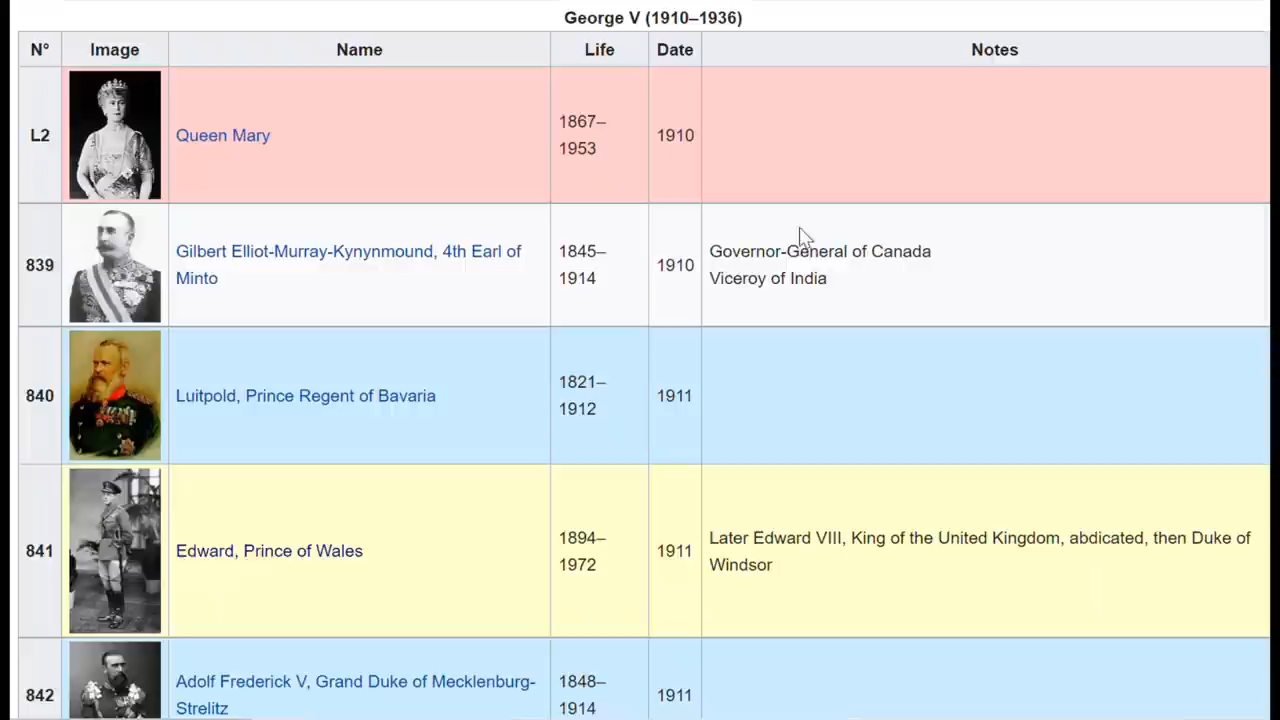 George V (1910–1936)
N° Image Name Life Date Notes
L2 Queen Mary 1867– 1953 1910
839 Gilbert Elliot-Murray-Kynynmound, 4th Earl of Minto 1845– 1914 1910 Governor-General of Canada Viceroy of India
840 Luitpold, Prince Regent of Bavaria 1821– 1912 1911
841 Edward, Prince of Wales 1894– 1972 1911 Later Edward VIII, King of the United Kingdom, abdicated, then Duke of Windsor
842 Adolf Frederick V, Grand Duke of Mecklenburg- Strelitz 1848– 1914 1911